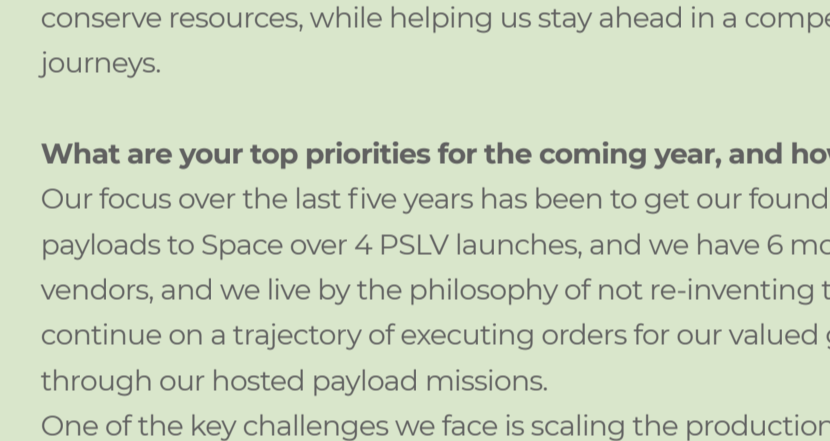 conserve resources, while helping us stay ahead in a
journeys.
What are your top priorities for the coming year, and
Our focus over the last five years has been to get our
payloads to Space over 4 PSLV launches, and we have 6
vendors, and we live by the philosophy of not re-inventing
continue on a trajectory of executing orders for our valued
through our hosted payload missions.
One of the key challenges we face is scaling the production